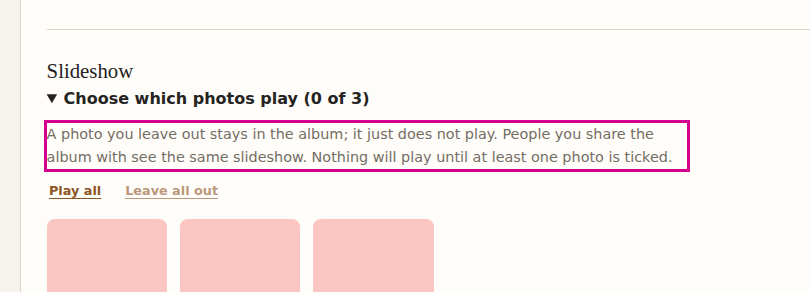 Slideshow
Choose which photos play (0 of 3)
A photo you leave out stays in the album; it just does not play. People you share the
album with see the same slideshow. Nothing will play until at least one photo is ticked.
Play all Leave all out